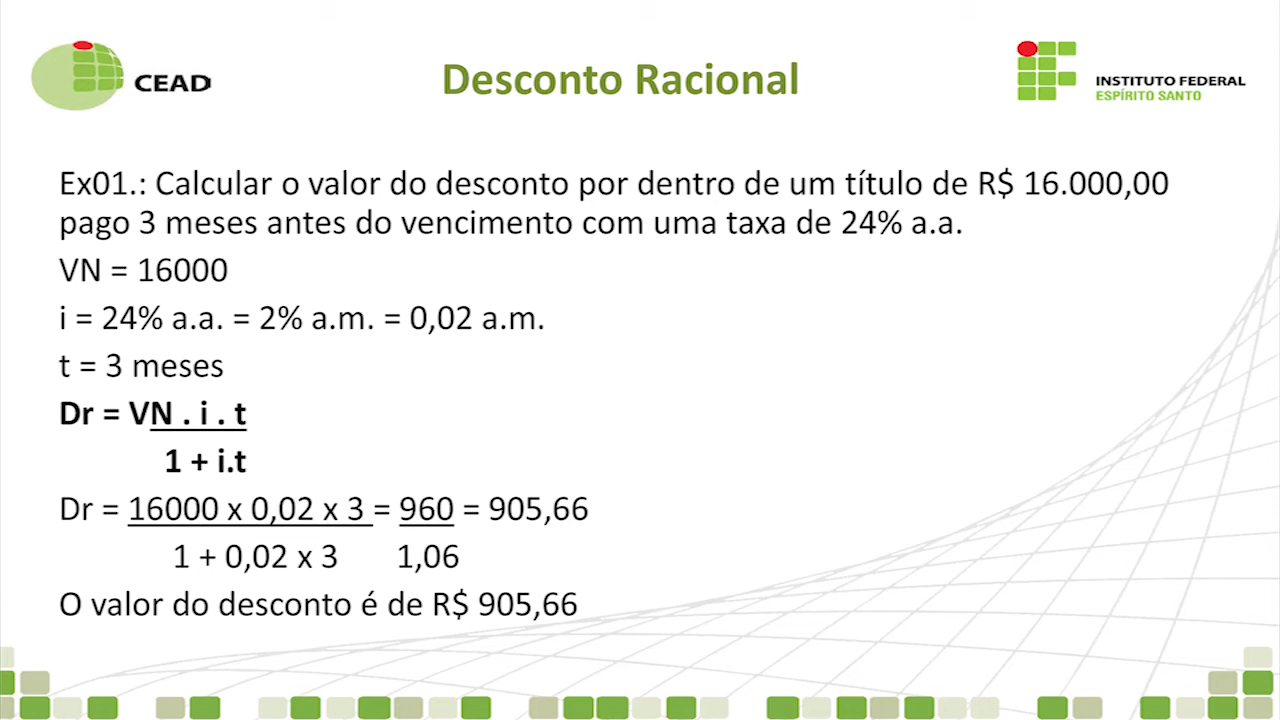 CEAD
Desconto Racional
INSTITUTO FEDERAL
ESPÍRITO SANTO
Ex01.: Calcular o valor do desconto por dentro de um título de R$ 16.000,00
pago 3 meses antes do vencimento com uma taxa de 24% a.a.
VN = 16000
i = 24% a.a. = 2% a.m. = 0,02 a.m.
t = 3 meses
Dr = VN . i . t
1 + i.t
Dr = 16000 x 0,02 x 3 = 960 = 905,66
1 + 0,02 x 3 1,06
O valor do desconto é de R$ 905,66